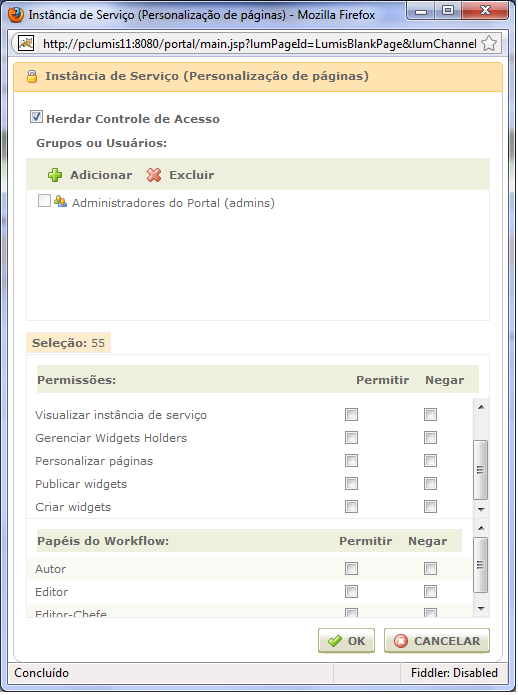 Instância de Serviço (Personalização de páginas) - Mozilla Firefox
http://pclumis11:8080/portal/main.jsp?lumPageId=LumisBlankPage&lumChannel
Instância de Serviço (Personalização de páginas)
Herdar Controle de Acesso
Grupos ou Usuários:
Adicionar Excluir
Administradores do Portal (admins)
Seleção: 55
Permissões: Permitir Negar
Visualizar instância de serviço
Gerenciar Widgets Holders
Personalizar páginas
Publicar widgets
Criar widgets
Papéis do Workflow: Permitir Negar
Autor
Editor
Editor-Chefe
OK CANCELAR
Concluído Fiddler: Disabled